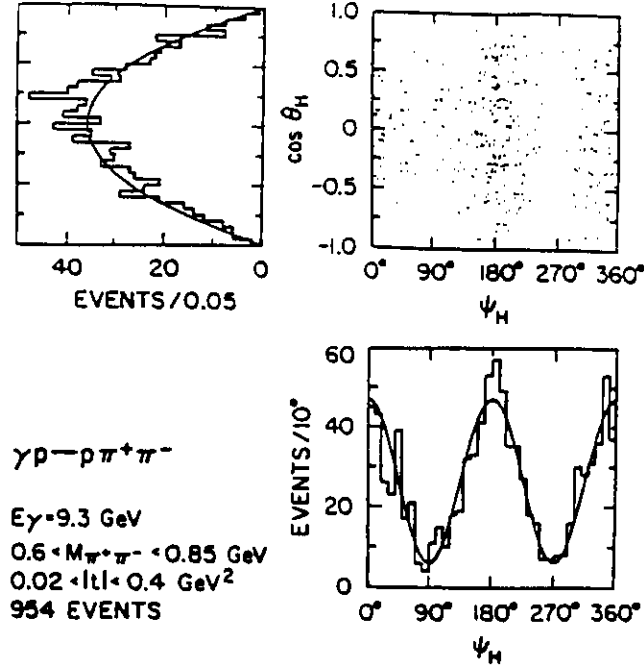 1.0
0.75
0.5
0
-0.5
-1.0
cos θH
0° 90° 180° 270° 360°
ψH
40 20 0
EVENTS/0.05
60
40
20
0
EVENTS/10°
0° 90° 180° 270° 360°
ψH
γp—pπ+π-
Eγ=9.3 GeV
0.6<Mπ+π-<0.85 GeV
0.02<|t|<0.4 GeV²
954 EVENTS